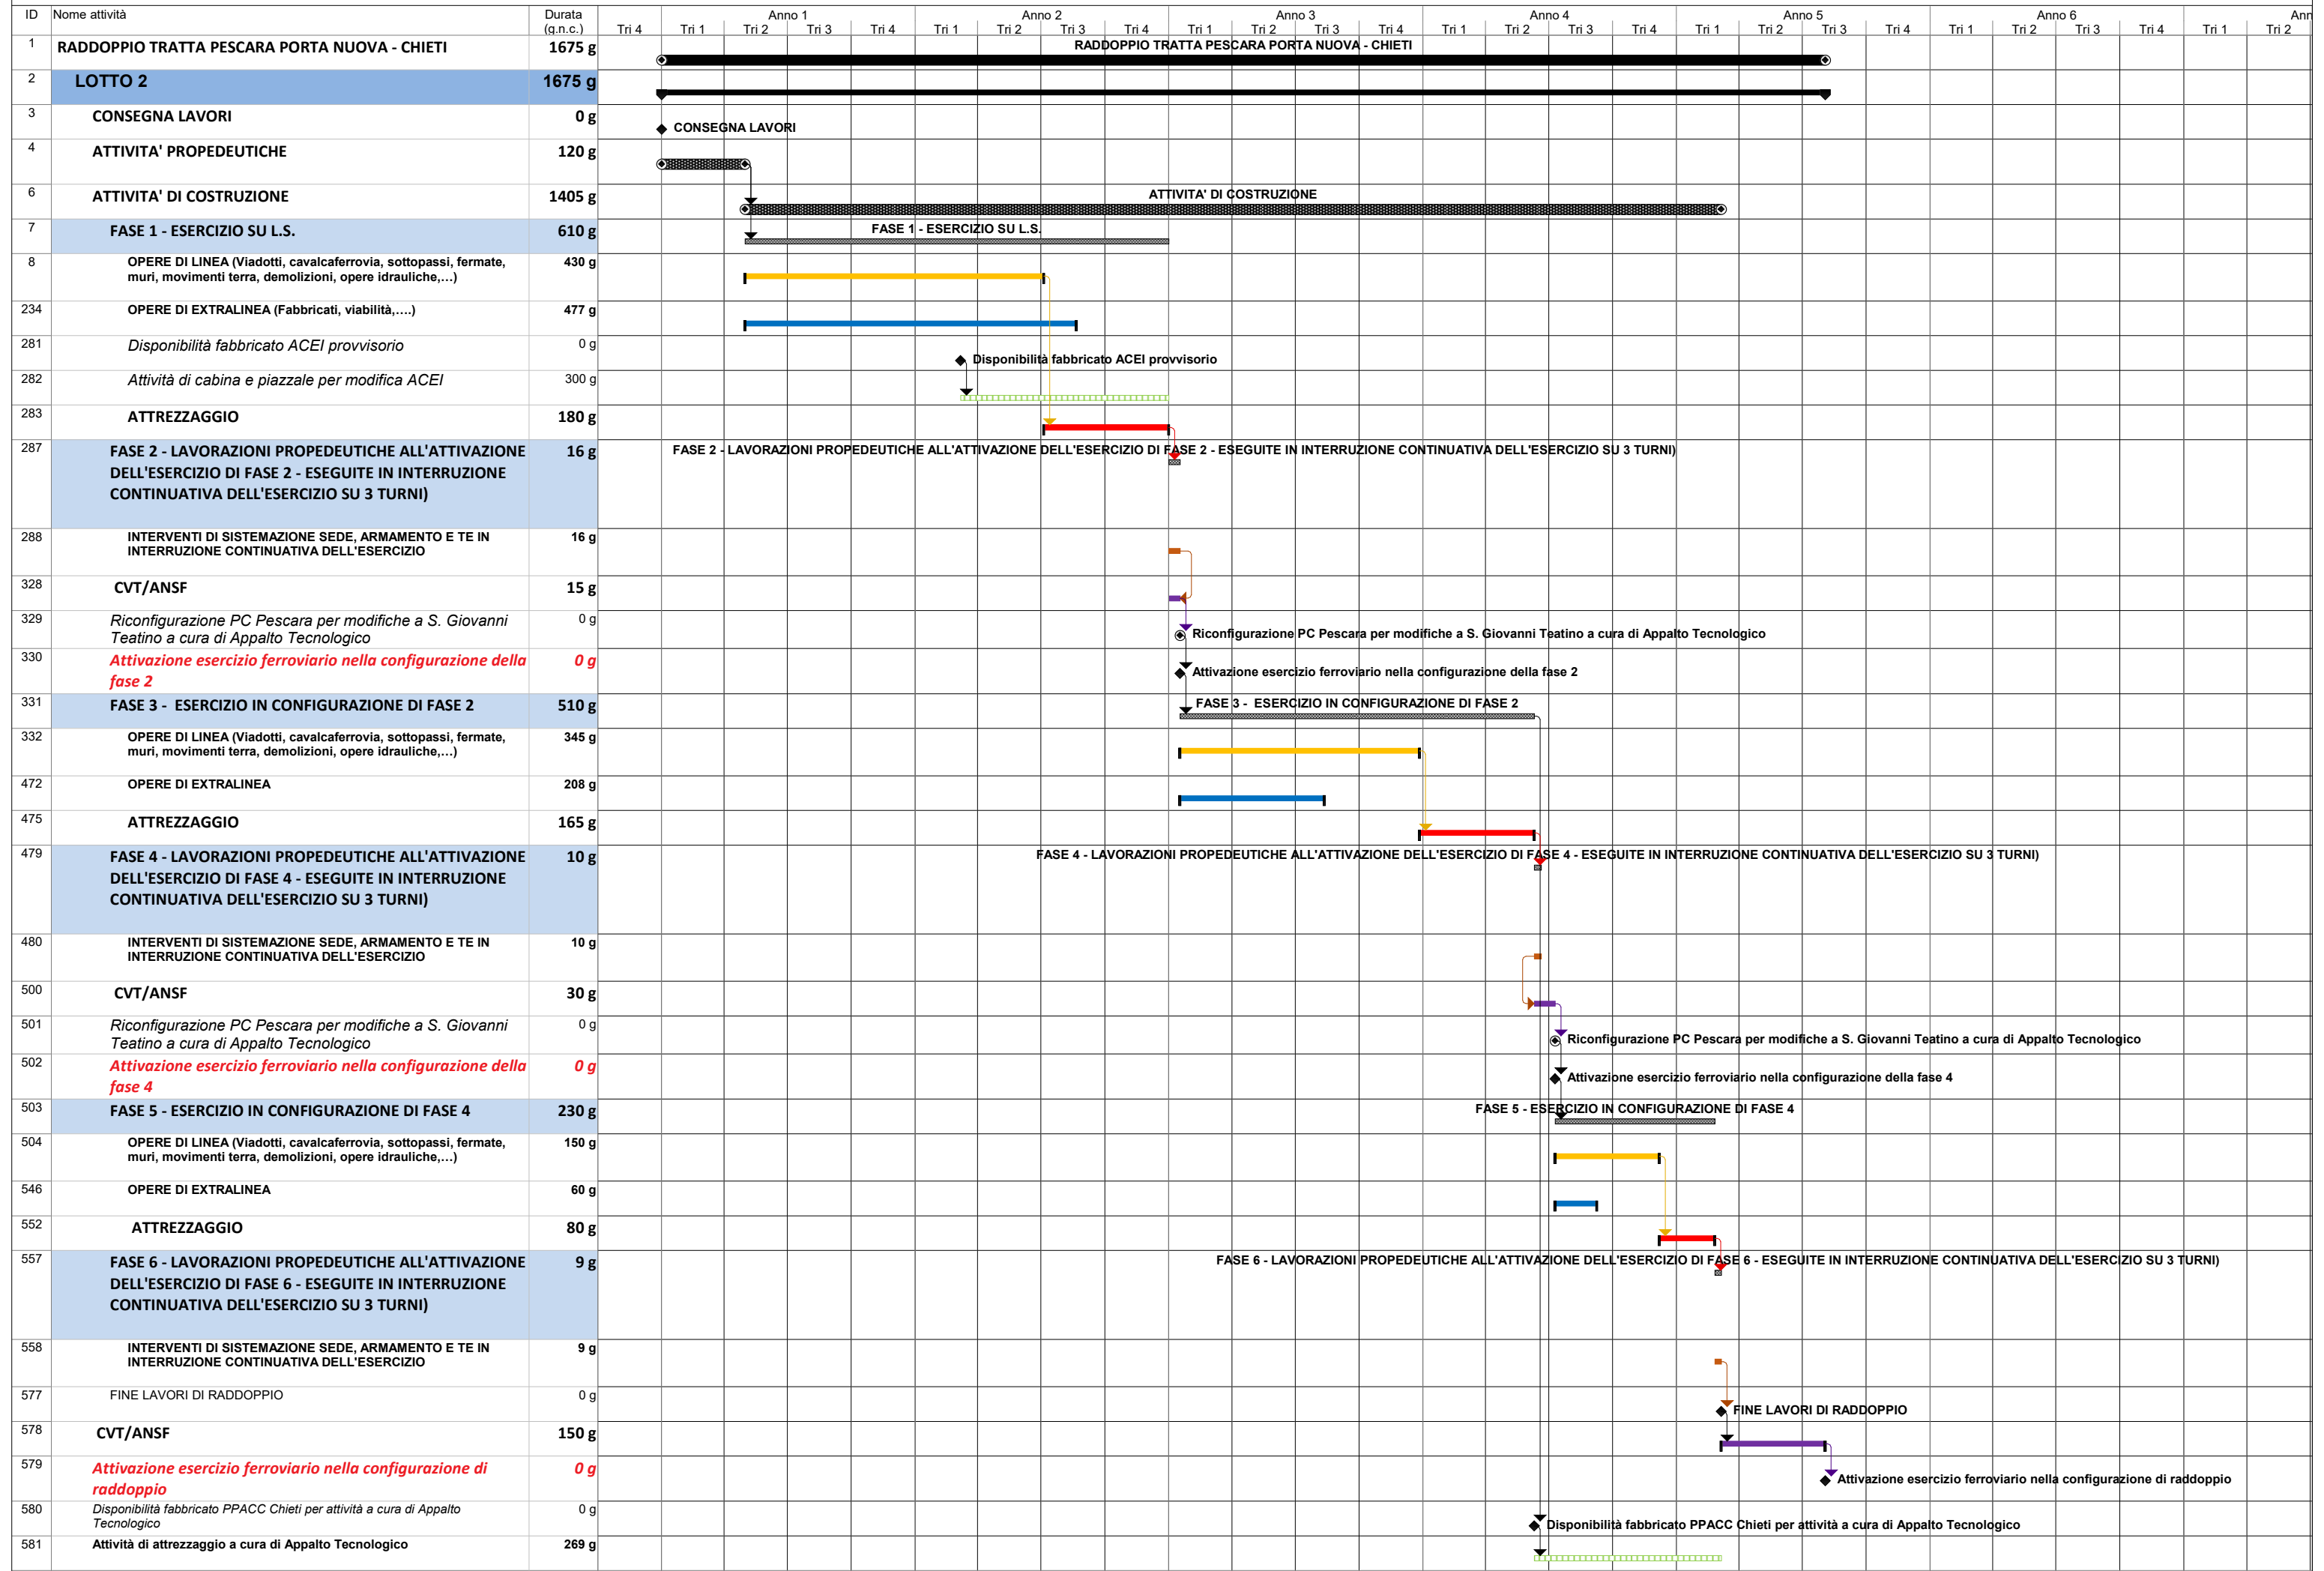 ID Nome attività Durata (g.n.c.)
Anno 1 Anno 2 Anno 3 Anno 4 Anno 5 Anno 6 Ann
Tri 4 Tri 1 Tri 2 Tri 3 Tri 4 Tri 1 Tri 2 Tri 3 Tri 4 Tri 1 Tri 2 Tri 3 Tri 4 Tri 1 Tri 2 Tri 3 Tri 4 Tri 1 Tri 2 Tri 3 Tri 4 Tri 1 Tri 2 Tri 3 Tri 4 Tri 1 Tri 2
1 RADDOPPIO TRATTA PESCARA PORTA NUOVA - CHIETI 1675 g
RADDOPPIO TRATTA PESCARA PORTA NUOVA - CHIETI
2 LOTTO 2 1675 g
3 CONSEGNA LAVORI 0 g
CONSEGNA LAVORI
4 ATTIVITA' PROPEDEUTICHE 120 g
6 ATTIVITA' DI COSTRUZIONE 1405 g
ATTIVITA' DI COSTRUZIONE
7 FASE 1 - ESERCIZIO SU L.S. 610 g
FASE 1 - ESERCIZIO SU L.S.
8 OPERE DI LINEA (Viadotti, cavalcaferrovia, sottopassi, fermate, 430 g
muri, movimenti terra, demolizioni, opere idrauliche,…)
234 OPERE DI EXTRALINEA (Fabbricati, viabilità,….) 477 g
281 Disponibilità fabbricato ACEI provvisorio 0 g
Disponibilità fabbricato ACEI provvisorio
282 Attività di cabina e piazzale per modifica ACEI 300 g
283 ATTREZZAGGIO 180 g
287 FASE 2 - LAVORAZIONI PROPEDEUTICHE ALL'ATTIVAZIONE 16 g
DELL'ESERCIZIO DI FASE 2 - ESEGUITE IN INTERRUZIONE
CONTINUATIVA DELL'ESERCIZIO SU 3 TURNI)
FASE 2 - LAVORAZIONI PROPEDEUTICHE ALL'ATTIVAZIONE DELL'ESERCIZIO DI FASE 2 - ESEGUITE IN INTERRUZIONE CONTINUATIVA DELL'ESERCIZIO SU 3 TURNI)
288 INTERVENTI DI SISTEMAZIONE SEDE, ARMAMENTO E TE IN 16 g
INTERRUZIONE CONTINUATIVA DELL'ESERCIZIO
328 CVT/ANSF 15 g
329 Riconfigurazione PC Pescara per modifiche a S. Giovanni 0 g
Teatino a cura di Appalto Tecnologico
Riconfigurazione PC Pescara per modifiche a S. Giovanni Teatino a cura di Appalto Tecnologico
330 Attivazione esercizio ferroviario nella configurazione della 0 g
fase 2
Attivazione esercizio ferroviario nella configurazione della fase 2
331 FASE 3 - ESERCIZIO IN CONFIGURAZIONE DI FASE 2 510 g
FASE 3 - ESERCIZIO IN CONFIGURAZIONE DI FASE 2
332 OPERE DI LINEA (Viadotti, cavalcaferrovia, sottopassi, fermate, 345 g
muri, movimenti terra, demolizioni, opere idrauliche,…)
472 OPERE DI EXTRALINEA 208 g
475 ATTREZZAGGIO 165 g
479 FASE 4 - LAVORAZIONI PROPEDEUTICHE ALL'ATTIVAZIONE 10 g
DELL'ESERCIZIO DI FASE 4 - ESEGUITE IN INTERRUZIONE
CONTINUATIVA DELL'ESERCIZIO SU 3 TURNI)
FASE 4 - LAVORAZIONI PROPEDEUTICHE ALL'ATTIVAZIONE DELL'ESERCIZIO DI FASE 4 - ESEGUITE IN INTERRUZIONE CONTINUATIVA DELL'ESERCIZIO SU 3 TURNI)
480 INTERVENTI DI SISTEMAZIONE SEDE, ARMAMENTO E TE IN 10 g
INTERRUZIONE CONTINUATIVA DELL'ESERCIZIO
500 CVT/ANSF 30 g
501 Riconfigurazione PC Pescara per modifiche a S. Giovanni 0 g
Teatino a cura di Appalto Tecnologico
Riconfigurazione PC Pescara per modifiche a S. Giovanni Teatino a cura di Appalto Tecnologico
502 Attivazione esercizio ferroviario nella configurazione della 0 g
fase 4
Attivazione esercizio ferroviario nella configurazione della fase 4
503 FASE 5 - ESERCIZIO IN CONFIGURAZIONE DI FASE 4 230 g
FASE 5 - ESERCIZIO IN CONFIGURAZIONE DI FASE 4
504 OPERE DI LINEA (Viadotti, cavalcaferrovia, sottopassi, fermate, 150 g
muri, movimenti terra, demolizioni, opere idrauliche,…)
546 OPERE DI EXTRALINEA 60 g
552 ATTREZZAGGIO 80 g
557 FASE 6 - LAVORAZIONI PROPEDEUTICHE ALL'ATTIVAZIONE 9 g
DELL'ESERCIZIO DI FASE 6 - ESEGUITE IN INTERRUZIONE
CONTINUATIVA DELL'ESERCIZIO SU 3 TURNI)
FASE 6 - LAVORAZIONI PROPEDEUTICHE ALL'ATTIVAZIONE DELL'ESERCIZIO DI FASE 6 - ESEGUITE IN INTERRUZIONE CONTINUATIVA DELL'ESERCIZIO SU 3 TURNI)
558 INTERVENTI DI SISTEMAZIONE SEDE, ARMAMENTO E TE IN 9 g
INTERRUZIONE CONTINUATIVA DELL'ESERCIZIO
577 FINE LAVORI DI RADDOPPIO 0 g
FINE LAVORI DI RADDOPPIO
578 CVT/ANSF 150 g
579 Attivazione esercizio ferroviario nella configurazione di 0 g
raddoppio
Attivazione esercizio ferroviario nella configurazione di raddoppio
580 Disponibilità fabbricato PPACC Chieti per attività a cura di Appalto 0 g
Tecnologico
Disponibilità fabbricato PPACC Chieti per attività a cura di Appalto Tecnologico
581 Attività di attrezzaggio a cura di Appalto Tecnologico 269 g